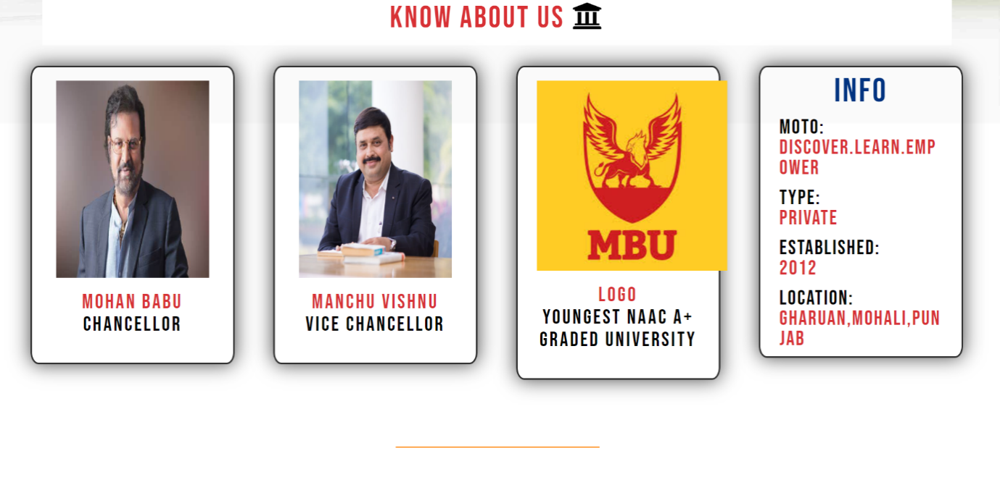 KNOW ABOUT US
MOHAN BABU
CHANCELLOR
MANCHU VISHNU
VICE CHANCELLOR
MBU
LOGO
YOUNGEST NAAC A+
GRADED UNIVERSITY
INFO
MOTO:
DISCOVER.LEARN.EMP
OWER
TYPE:
PRIVATE
ESTABLISHED:
2012
LOCATION:
GHARUAN,MOHALI,PUN
JAB